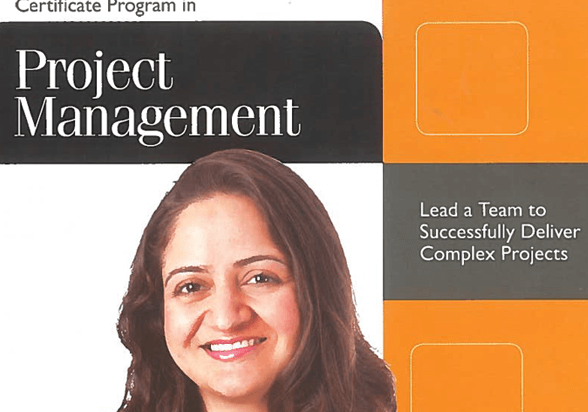 Certificate Program in
Project
Management
Lead a Team to
Successfully Deliver
Complex Projects